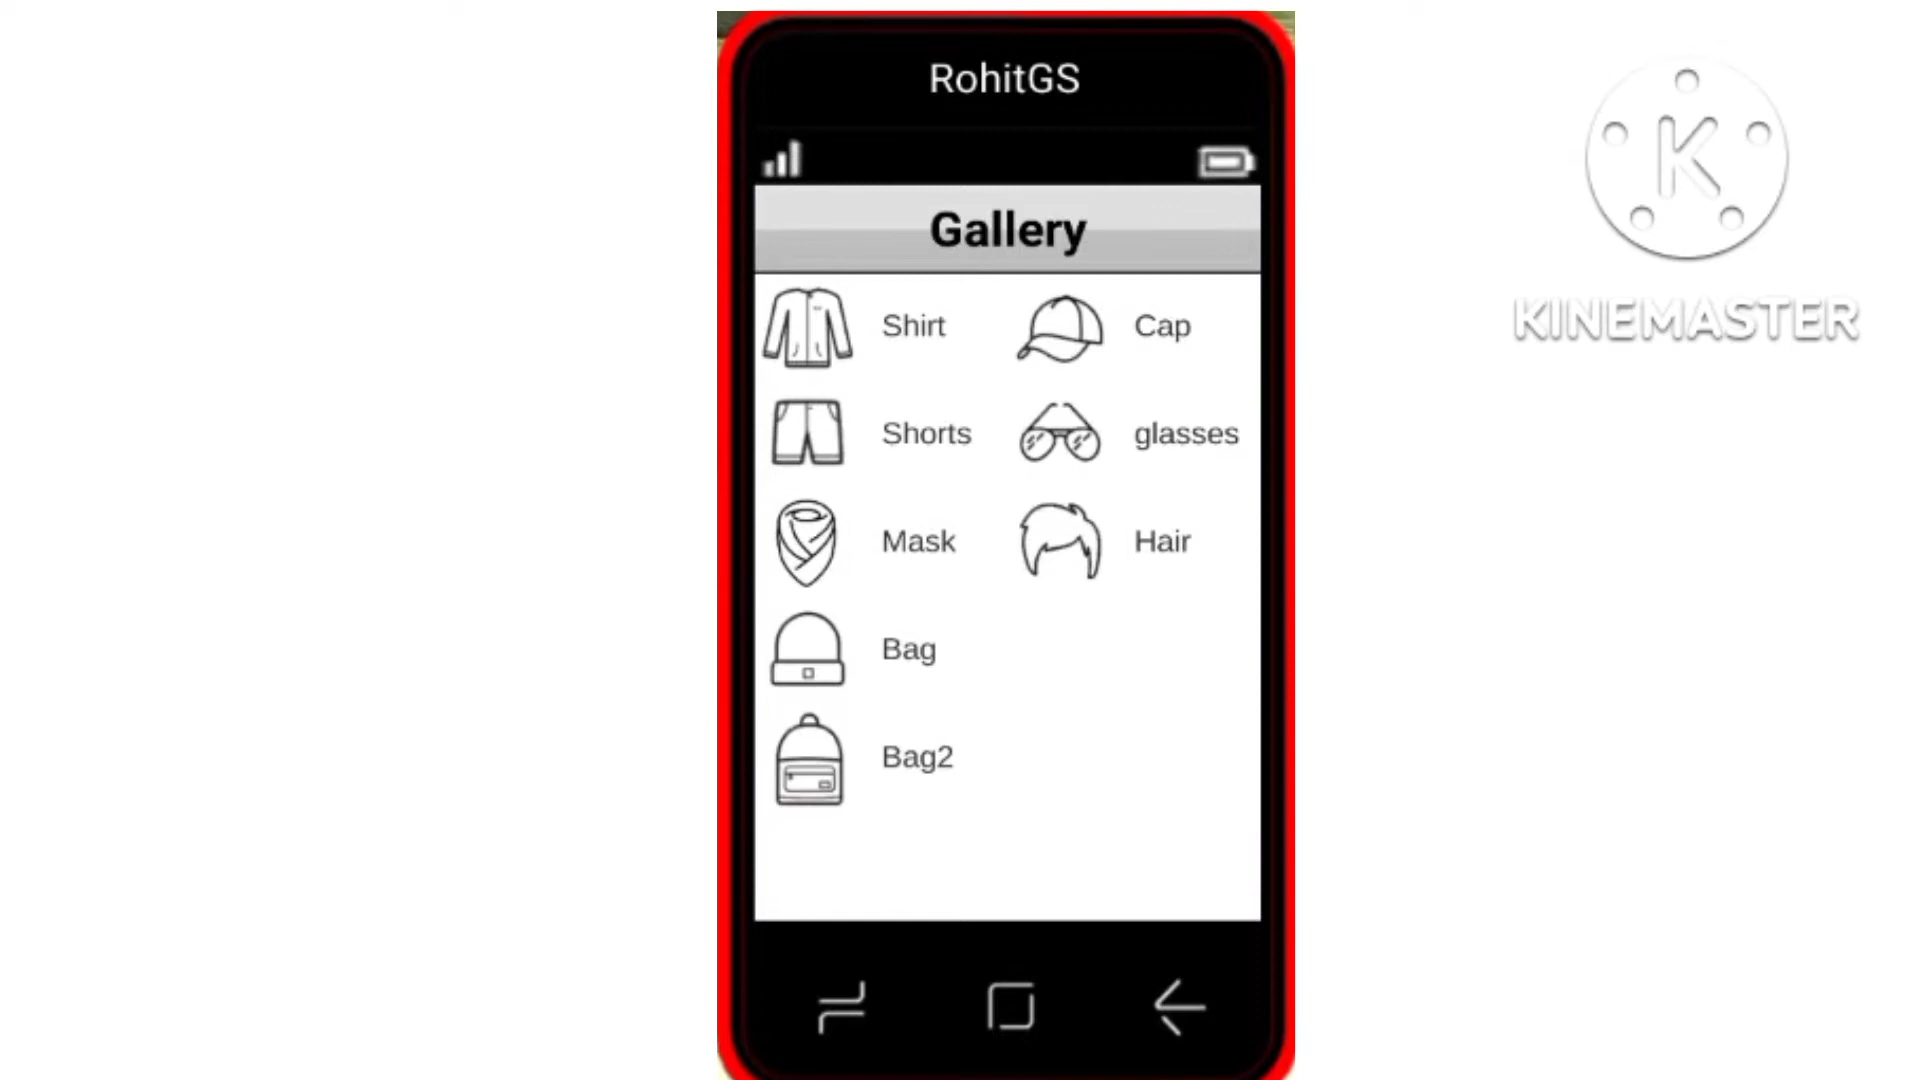 RohitGS
Gallery
Shirt
Cap
Shorts
glasses
Mask
Hair
Bag
Bag2
K
KINEMASTER